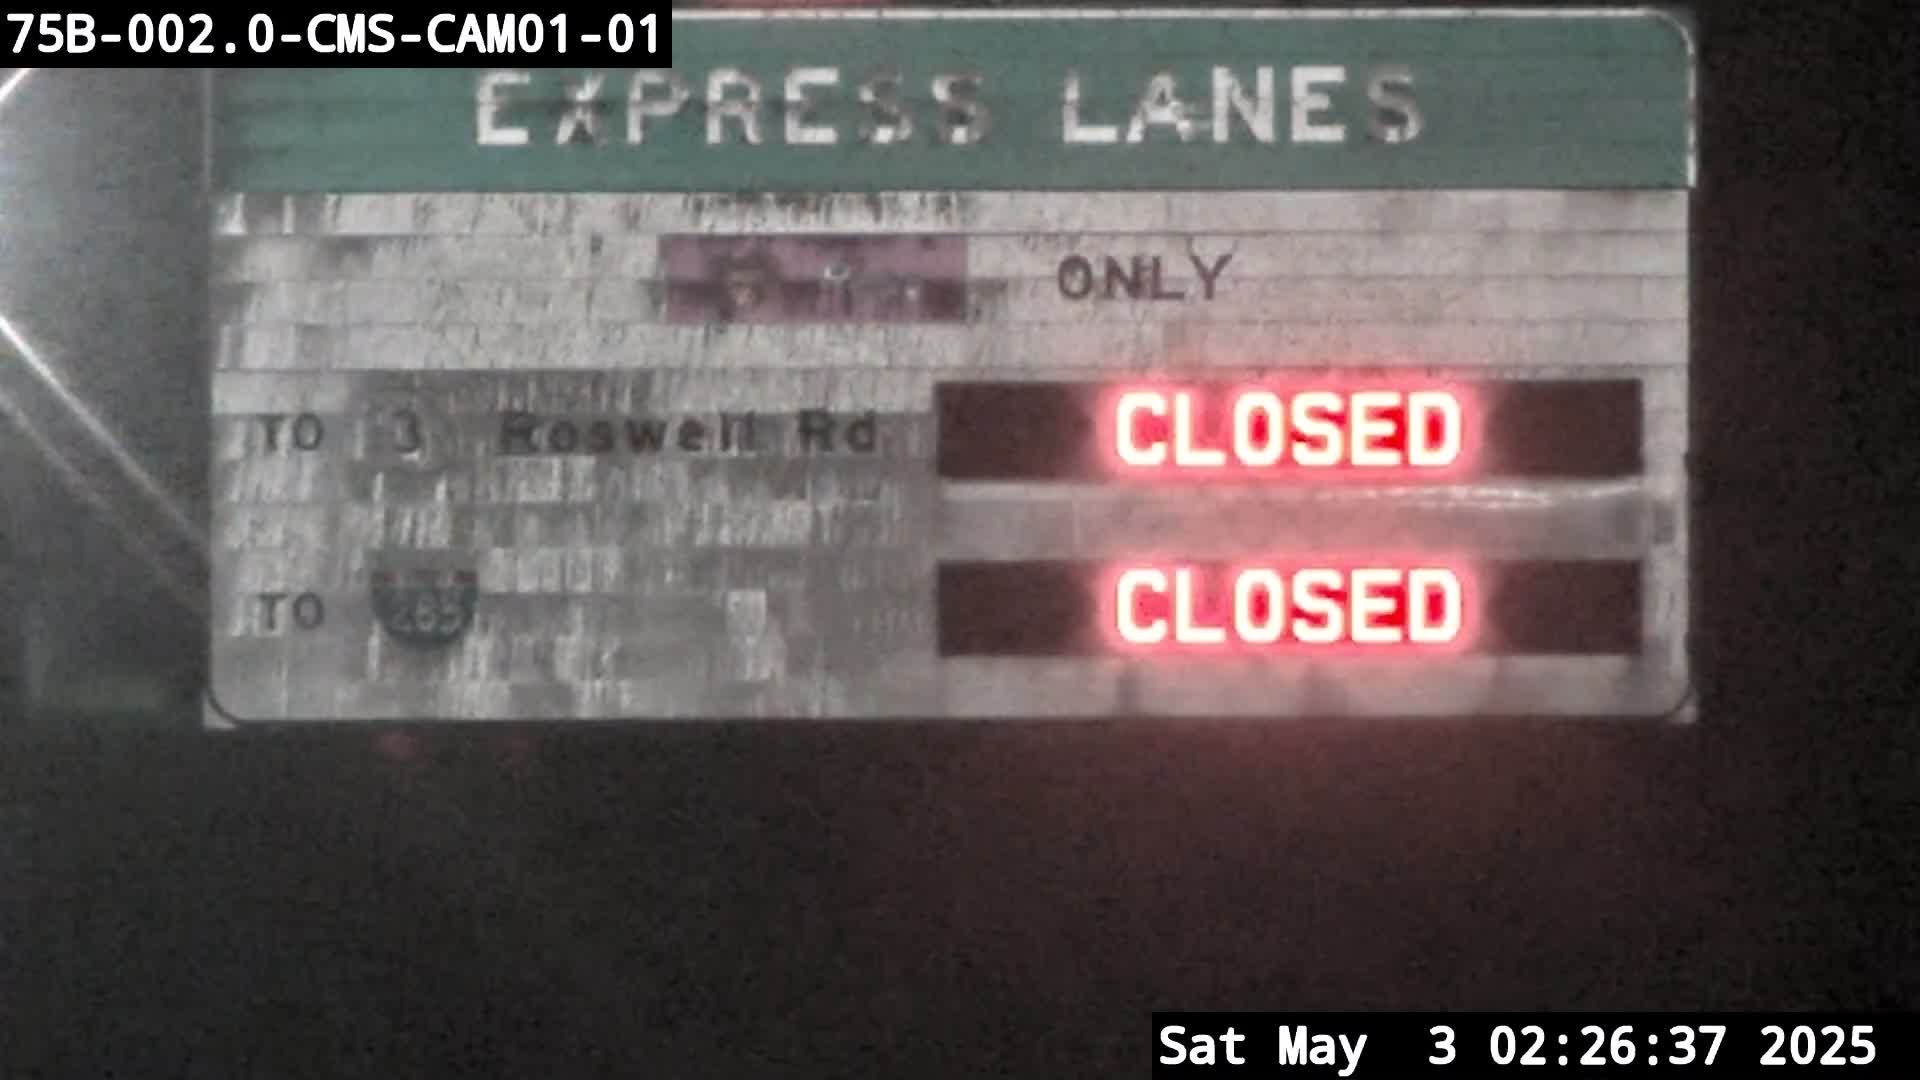 75B-002.0-CMS-CAM01-01
EXPRESS LANES
ONLY
TO 3 Roswell Rd CLOSED
TO 285 CLOSED
Sat May 3 02:26:37 2025